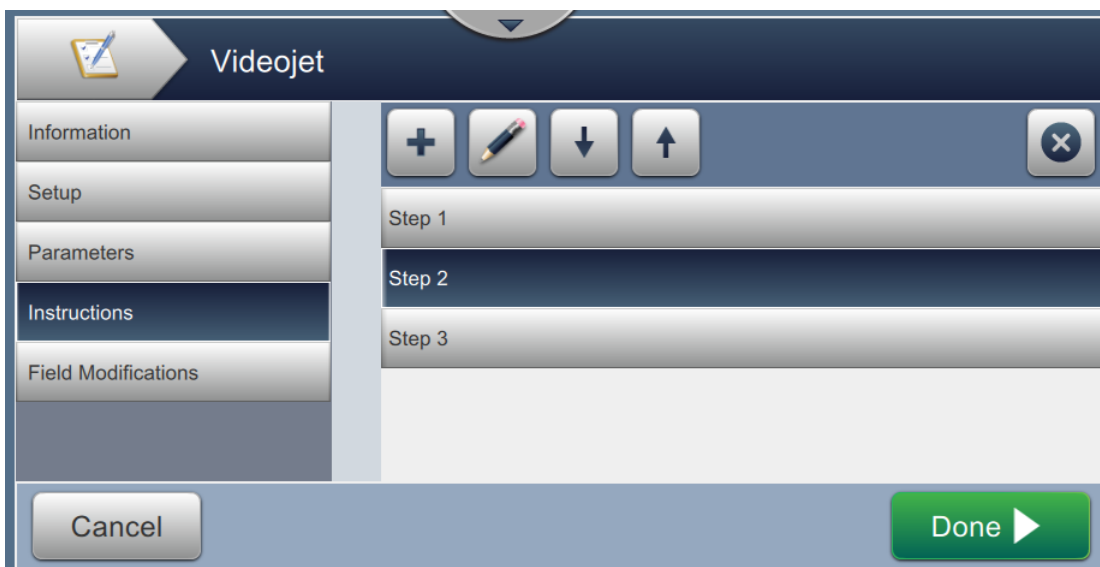 Videojet
Information
Setup
Parameters
Instructions
Field Modifications
Step 1
Step 2
Step 3
Cancel
Done